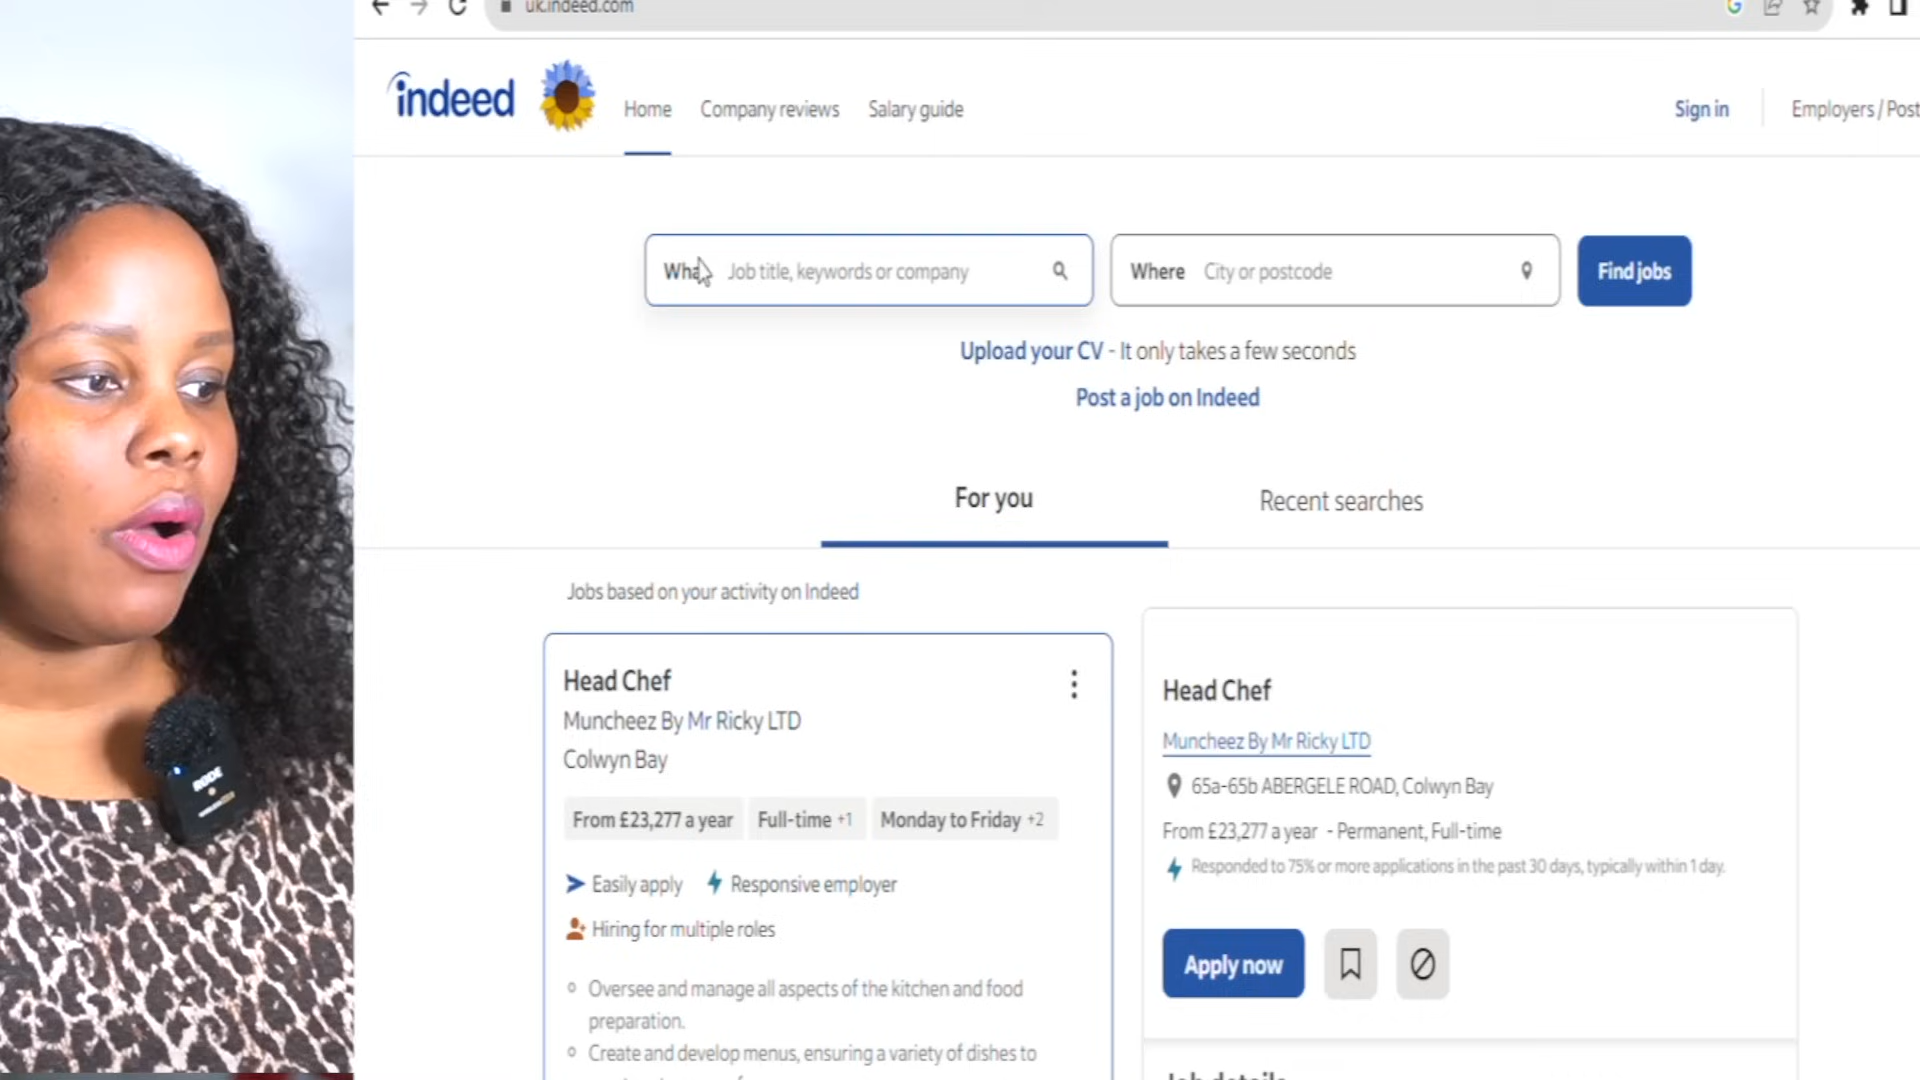 uk.indeed.com
indeed
Home
Company reviews
Salary guide
Sign in
Employers / Post
What
Job title, keywords or company
Where
City or postcode
Find jobs
Upload your CV - It only takes a few seconds
Post a job on Indeed
For you
Recent searches
Jobs based on your activity on Indeed
Head Chef
Muncheez By Mr Ricky LTD
Colwyn Bay
From £23,277 a year
Full-time +1
Monday to Friday +2
Easily apply
Responsive employer
Hiring for multiple roles
Oversee and manage all aspects of the kitchen and food
preparation.
Create and develop menus, ensuring a variety of dishes to
Head Chef
Muncheez By Mr Ricky LTD
65a-65b ABERGELE ROAD, Colwyn Bay
From £23,277 a year - Permanent, Full-time
Responded to 75% or more applications in the past 30 days, typically within 1 day.
Apply now
Job details
RØDE